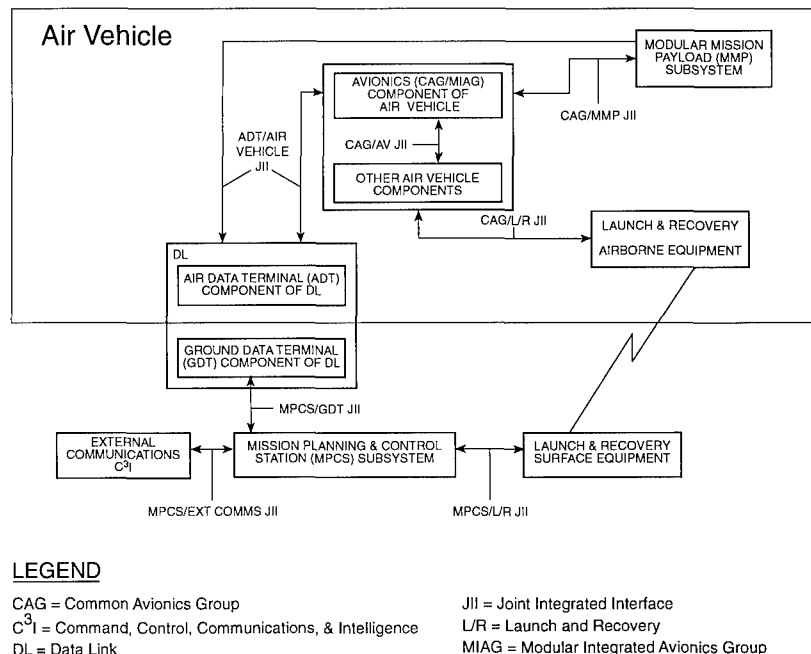 Air Vehicle
MODULAR MISSION
PAYLOAD (MMP)
SUBSYSTEM
AVIONICS (CAG/MIAG)
COMPONENT OF
AIR VEHICLE
CAG/MMP JII
ADT/AIR
VEHICLE
JII
CAG/AV JII
OTHER AIR VEHICLE
COMPONENTS
CAG/L/R JII
LAUNCH & RECOVERY
AIRBORNE EQUIPMENT
DL
AIR DATA TERMINAL (ADT)
COMPONENT OF DL
GROUND DATA TERMINAL
(GDT) COMPONENT OF DL
MPCS/GDT JII
EXTERNAL
COMMUNICATIONS
C³I
MISSION PLANNING & CONTROL
STATION (MPCS) SUBSYSTEM
LAUNCH & RECOVERY
SURFACE EQUIPMENT
MPCS/EXT COMMS JII
MPCS/L/R JII
LEGEND
CAG = Common Avionics Group
C³I = Command, Control, Communications, & Intelligence
DL = Data Link
JII = Joint Integrated Interface
L/R = Launch and Recovery
MIAG = Modular Integrated Avionics Group